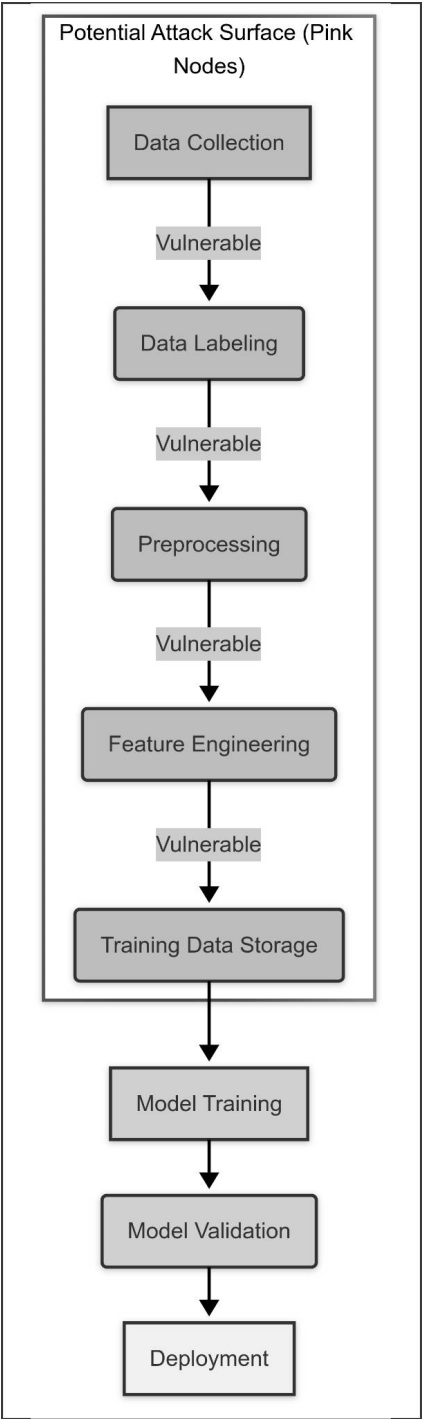 Potential Attack Surface (Pink
Nodes)
Data Collection
Vulnerable
Data Labeling
Vulnerable
Preprocessing
Vulnerable
Feature Engineering
Vulnerable
Training Data Storage
Model Training
Model Validation
Deployment